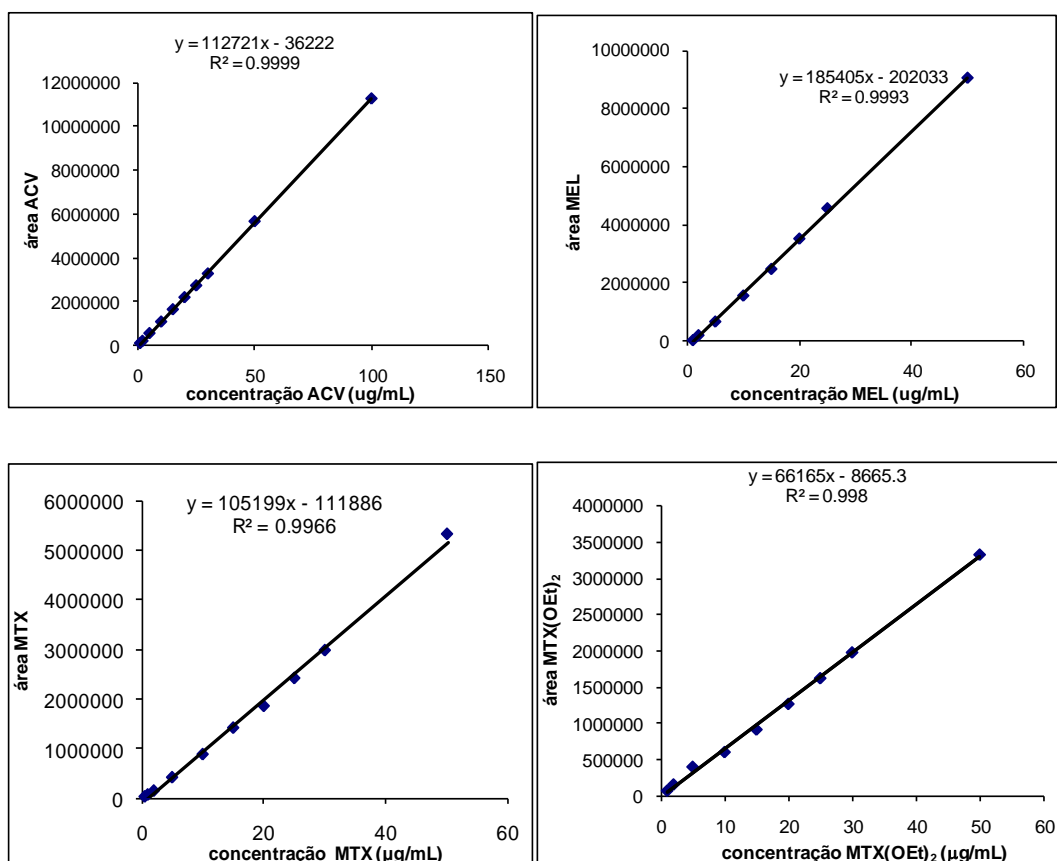 y = 112721x - 36222
R² = 0.9999
12000000
10000000
8000000
6000000
4000000
2000000
0
área ACV
0 50 100 150
concentração ACV (ug/mL)
y = 185405x - 202033
R² = 0.9993
10000000
8000000
6000000
4000000
2000000
0
área MEL
0 20 40 60
concentração MEL (ug/mL)
y = 105199x - 111886
R² = 0.9966
6000000
5000000
4000000
3000000
2000000
1000000
0
área MTX
0 20 40 60
concentração MTX (µg/mL)
y = 66165x - 8665.3
R² = 0.998
4000000
3500000
3000000
2500000
2000000
1500000
1000000
500000
0
área MTX(OEt)₂
0 10 20 30 40 50 60
concentração MTX(OEt)₂ (µg/mL)